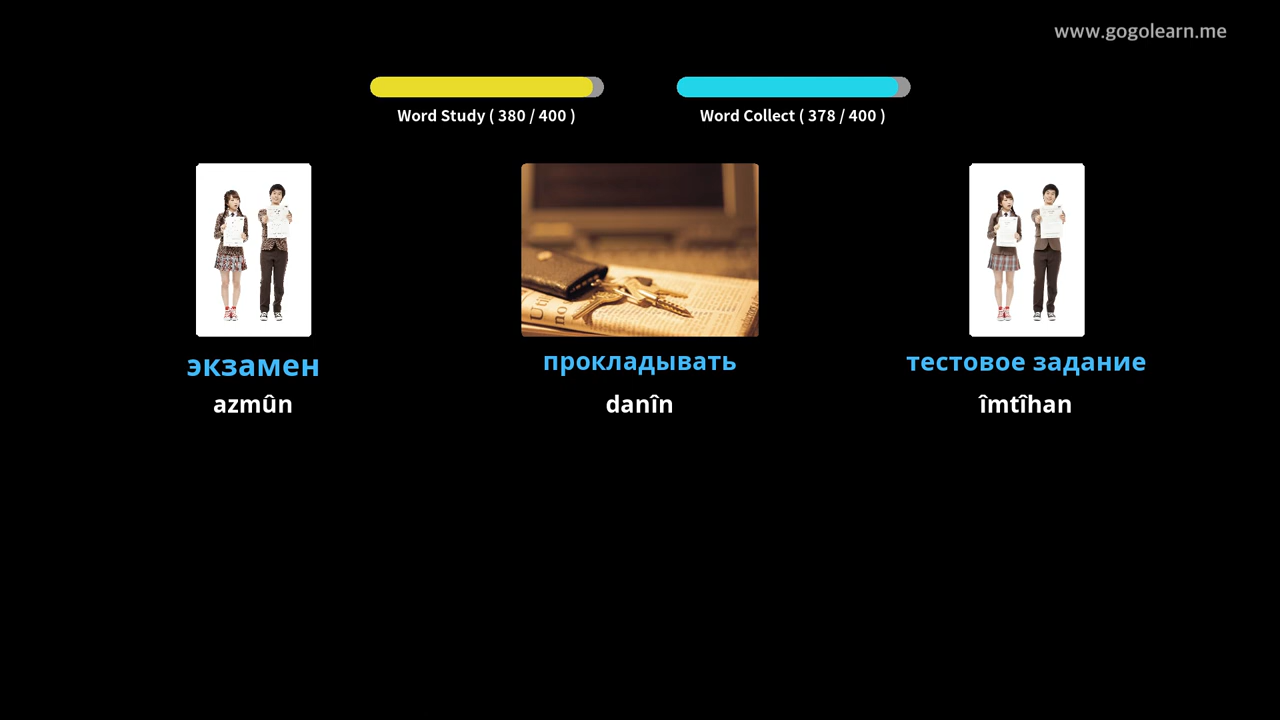 www.gogolearn.me
Word Study ( 380 / 400 )
Word Collect ( 378 / 400 )
экзамен
azmûn
прокладывать
danîn
тестовое задание
îmtîhan